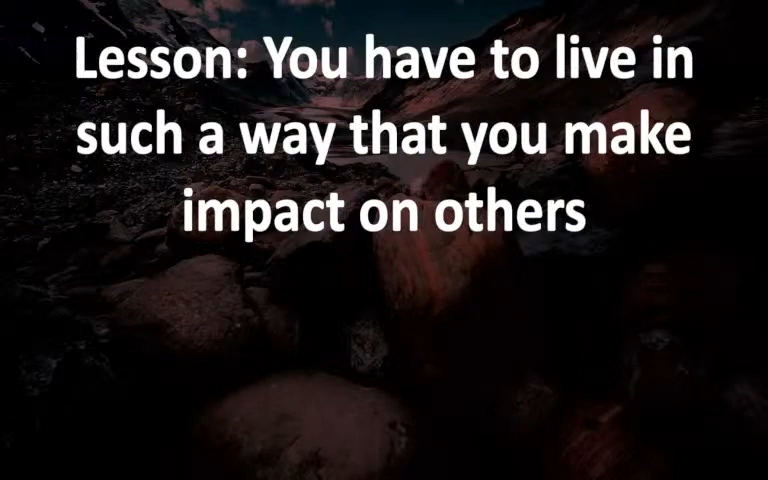 Lesson: You have to live in
such a way that you make
impact on others